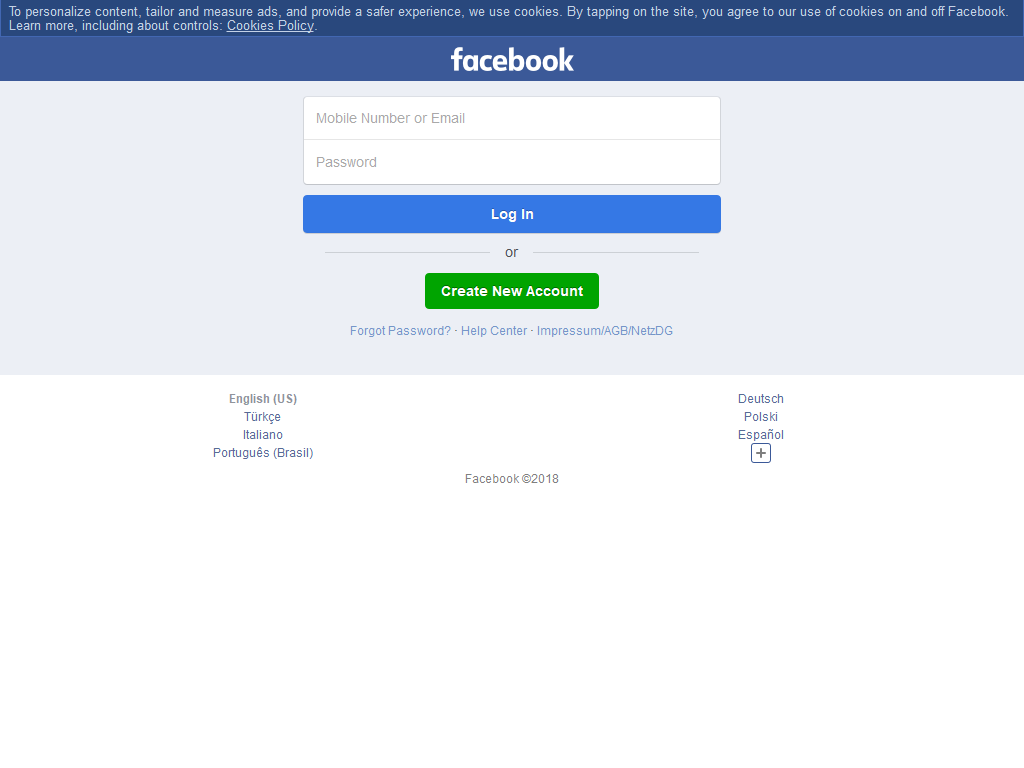 To personalize content, tailor and measure ads, and provide a safer experience, we use cookies. By tapping on the site, you agree to our use of cookies on and off Facebook.
Learn more, including about controls: Cookies Policy.
facebook
Mobile Number or Email
Password
Log In
or
Create New Account
Forgot Password? · Help Center · Impressum/AGB/NetzDG
English (US)
Türkçe
Italiano
Português (Brasil)
Deutsch
Polski
Español
+
Facebook ©2018